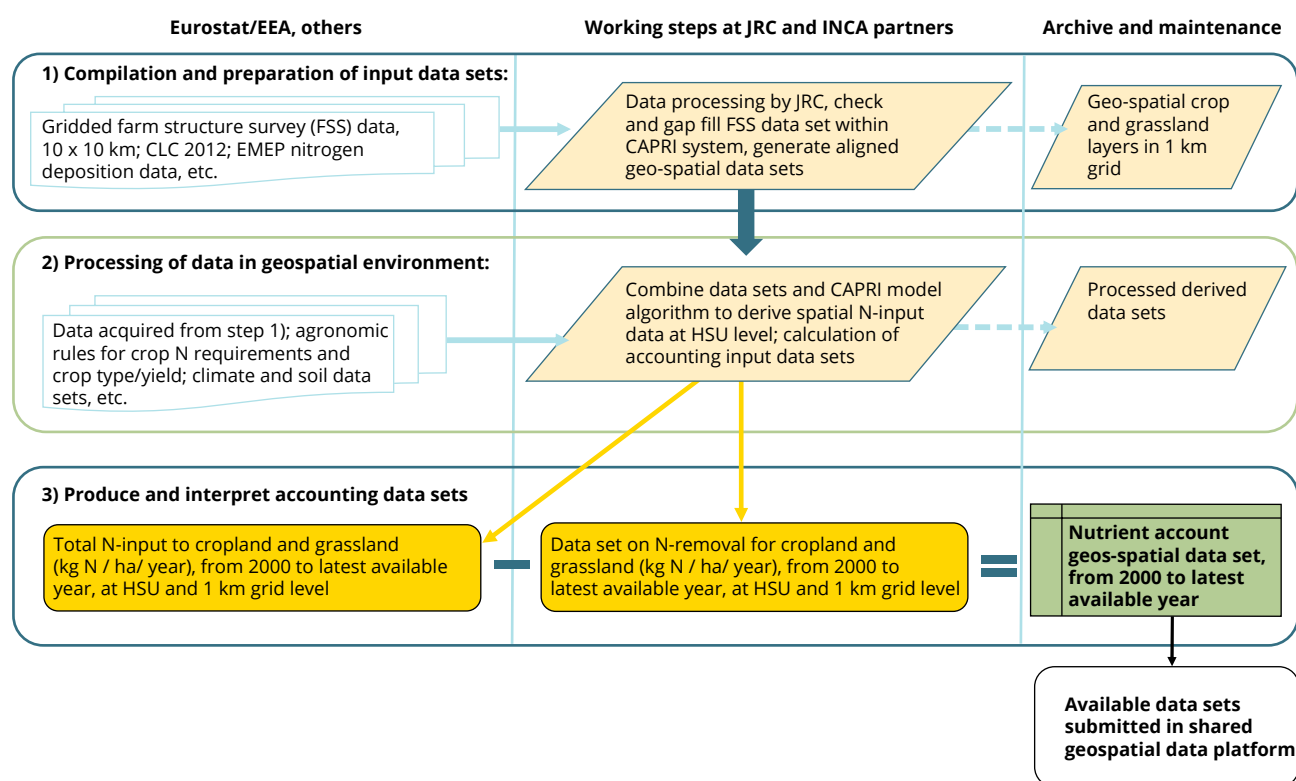 Eurostat/EEA, others
Working steps at JRC and INCA partners
Archive and maintenance
1) Compilation and preparation of input data sets:
Gridded farm structure survey (FSS) data,
10 x 10 km; CLC 2012; EMEP nitrogen
deposition data, etc.
Data processing by JRC, check
and gap fill FSS data set within
CAPRI system, generate aligned
geo-spatial data sets
Geo-spatial crop
and grassland
layers in 1 km
grid
2) Processing of data in geospatial environment:
Data acquired from step 1); agronomic
rules for crop N requirements and
crop type/yield; climate and soil data
sets, etc.
Combine data sets and CAPRI model
algorithm to derive spatial N-input
data at HSU level; calculation of
accounting input data sets
Processed derived
data sets
3) Produce and interpret accounting data sets
Total N-input to cropland and grassland
(kg N / ha/ year), from 2000 to latest available
year, at HSU and 1 km grid level
Data set on N-removal for cropland and
grassland (kg N / ha/ year), from 2000 to
latest available year, at HSU and 1 km grid level
Nutrient account
geos-spatial data set,
from 2000 to latest
available year
Available data sets
submitted in shared
geospatial data platform